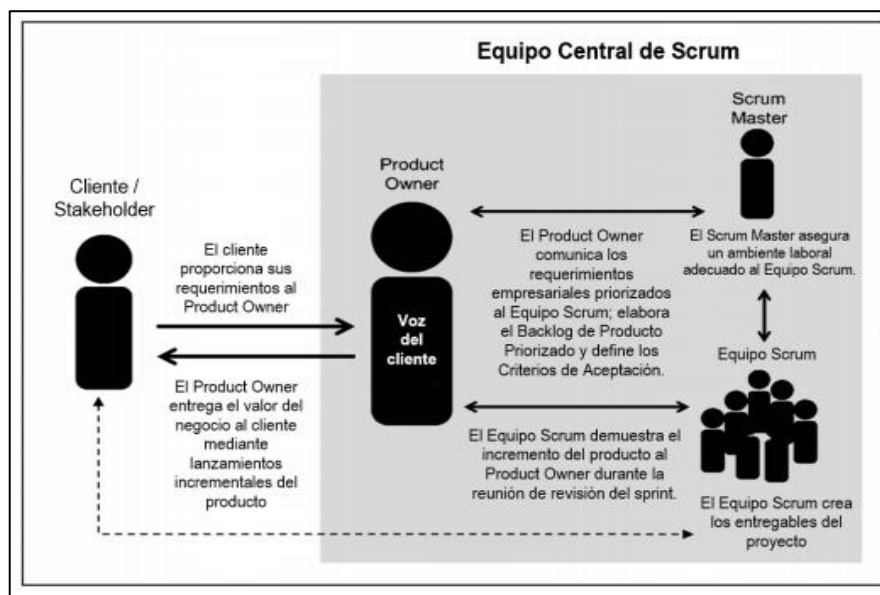 Equipo Central de Scrum
Scrum
Master
Product
Owner
Cliente /
Stakeholder
El cliente
proporciona sus
requerimientos al
Product Owner
Voz
del
cliente
El Product Owner
comunica los
requerimientos
empresariales priorizados
al Equipo Scrum; elabora
el Backlog de Producto
Priorizado y define los
Criterios de Aceptación.
El Scrum Master asegura
un ambiente laboral
adecuado al Equipo Scrum.
Equipo Scrum
El Product Owner
entrega el valor del
negocio al cliente
mediante
lanzamientos
incrementales del
producto
El Equipo Scrum demuestra el
incremento del producto al
Product Owner durante la
reunión de revisión del sprint.
El Equipo Scrum crea
los entregables del
proyecto